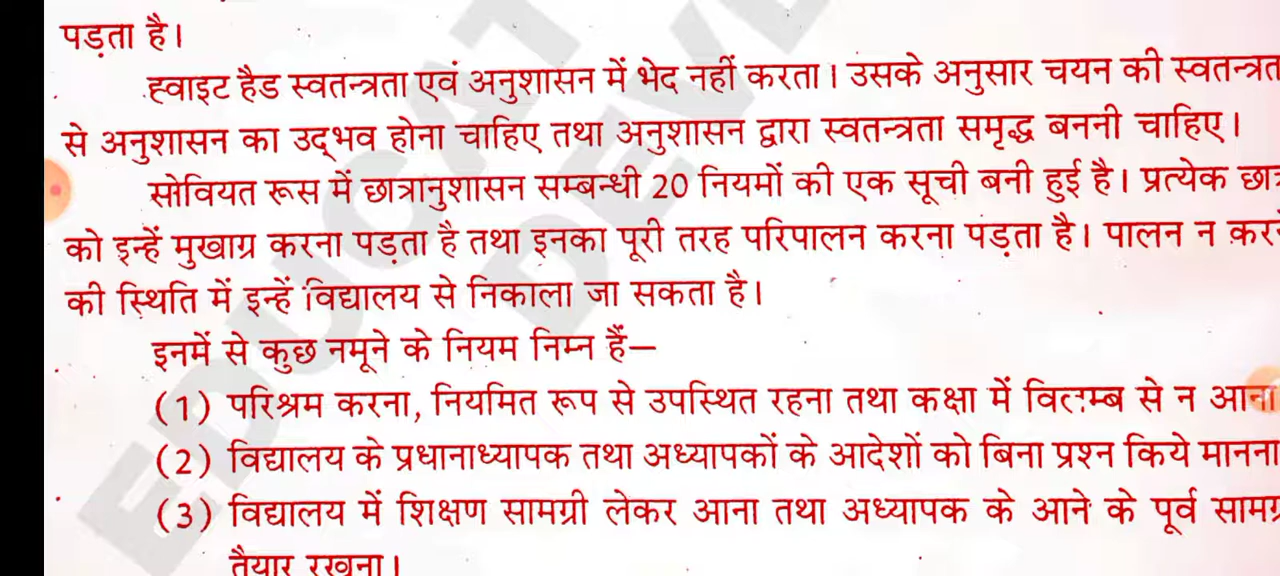 पड़ता है।
ह्वाइट हैड स्वतन्त्रता एवं अनुशासन में भेद नहीं करता। उसके अनुसार चयन की स्वतन्त्रत
से अनुशासन का उद्‌भव होना चाहिए तथा अनुशासन द्वारा स्वतन्त्रता समृद्ध बननी चाहिए।
सोवियत रूस में छात्रानुशासन सम्बन्धी 20 नियमों की एक सूची बनी हुई है। प्रत्येक छात्र
को इन्हें मुखाग्र करना पड़ता है तथा इनका पूरी तरह परिपालन करना पड़ता है। पालन न करन
की स्थिति में इन्हें विद्यालय से निकाला जा सकता है।
इनमें से कुछ नमूने के नियम निम्न हैं—
(1) परिश्रम करना, नियमित रूप से उपस्थित रहना तथा कक्षा में विलम्ब से न आना
(2) विद्यालय के प्रधानाध्यापक तथा अध्यापकों के आदेशों को बिना प्रश्न किये मानना
(3) विद्यालय में शिक्षण सामग्री लेकर आना तथा अध्यापक के आने के पूर्व सामग्र
तैयार रखना।